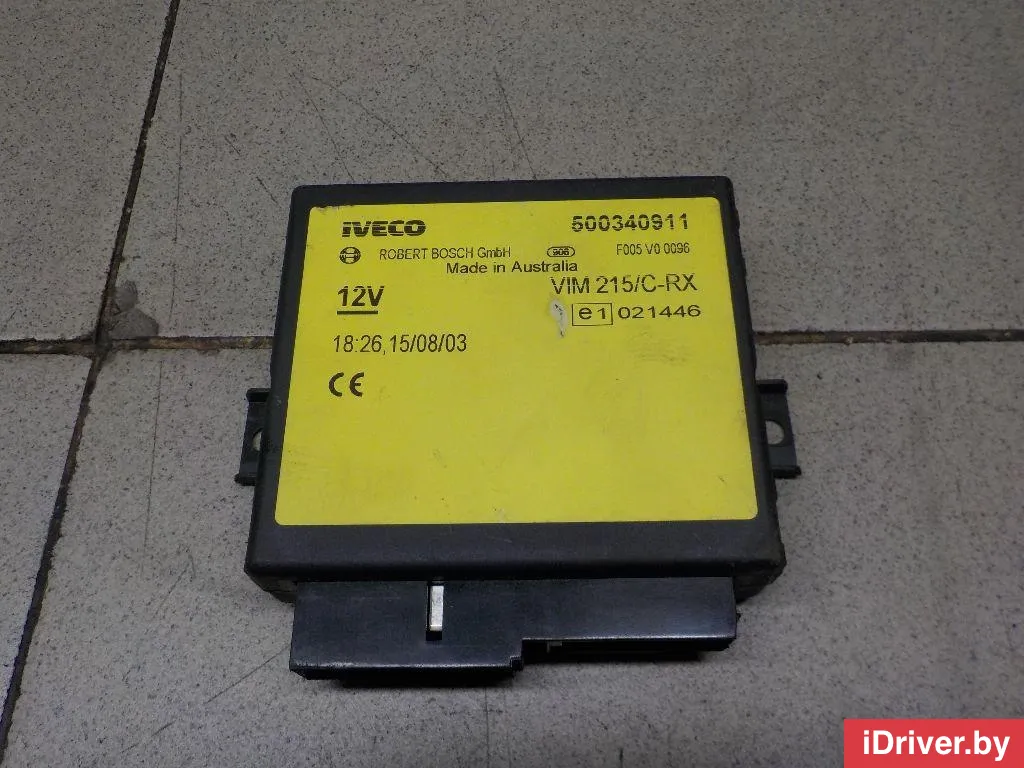 IVECO 500340911
ROBERT BOSCH GmbH 908 F005 V0 0096
Made in Australia
12V VIM 215/C-RX
e1 021446
18:26,15/08/03
CE
iDriver.by